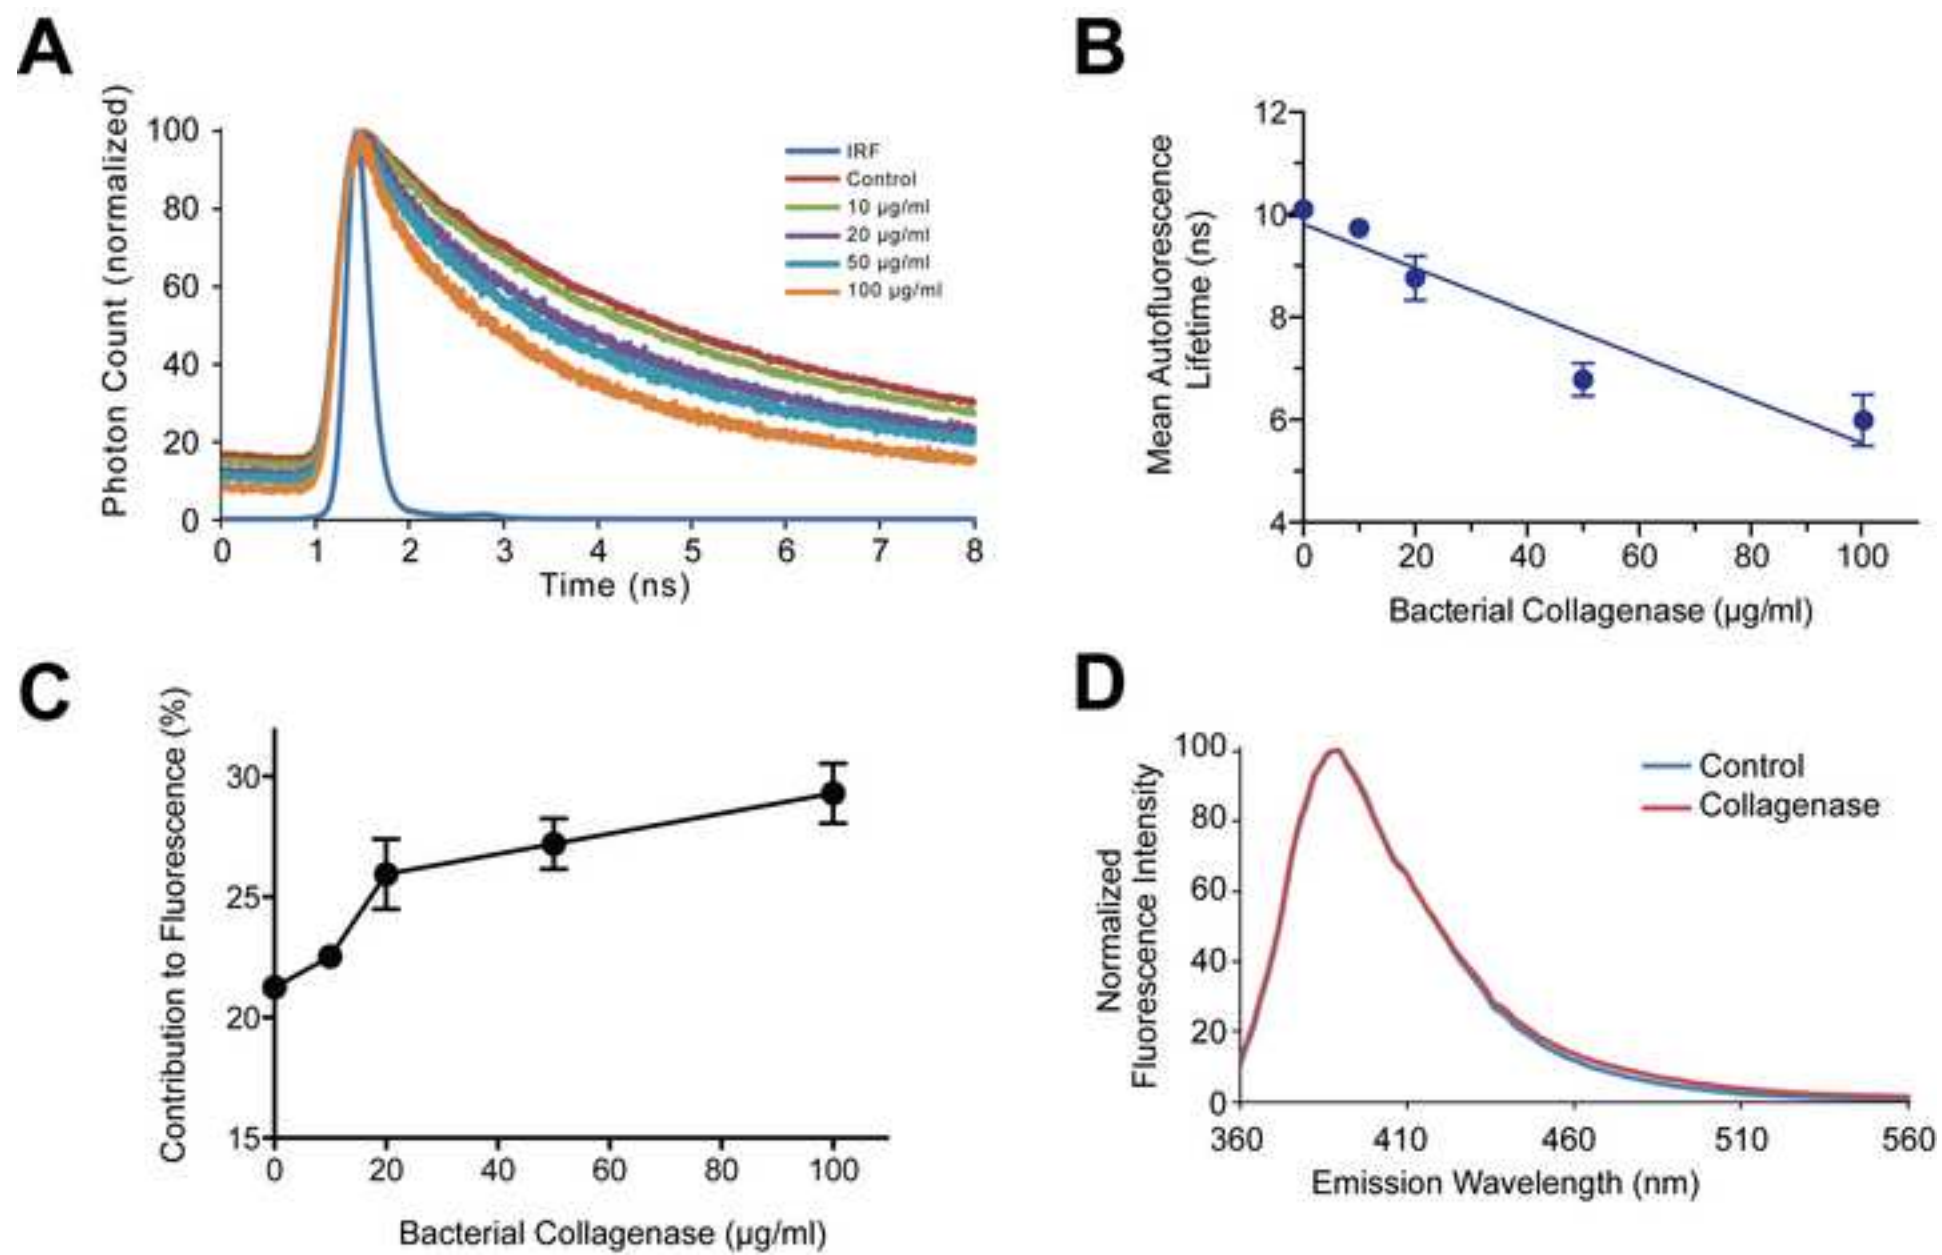 A
Photon Count (normalized)
100
80
60
40
20
0
0 1 2 3 4 5 6 7 8
Time (ns)
IRF
Control
10 µg/ml
20 µg/ml
50 µg/ml
100 µg/ml
B
Mean Autofluorescence
Lifetime (ns)
12
10
8
6
4
0 20 40 60 80 100
Bacterial Collagenase (µg/ml)
C
Contribution to Fluorescence (%)
30
25
20
15
0 20 40 60 80 100
Bacterial Collagenase (µg/ml)
D
Normalized
Fluorescence Intensity
100
80
60
40
20
0
360 410 460 510 560
Emission Wavelength (nm)
Control
Collagenase